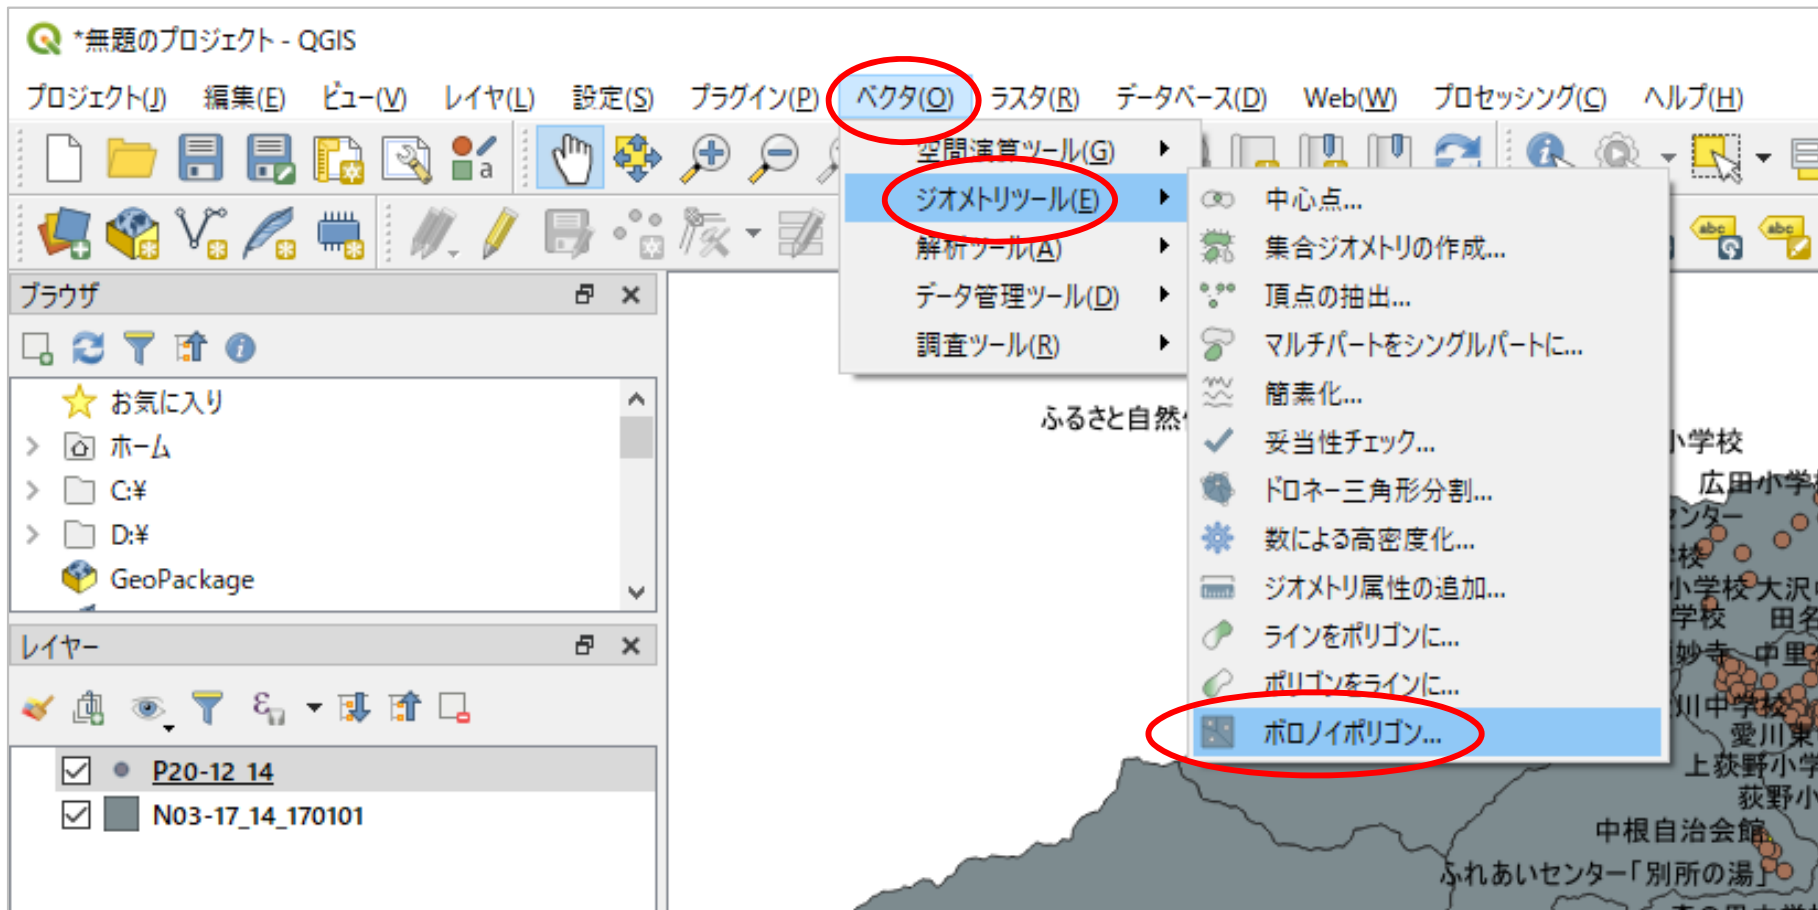 *無題のプロジェクト - QGIS
プロジェクト(J) 編集(E) ビュー(V) レイヤ(L) 設定(S) プラグイン(P) ベクタ(O) ラスタ(R) データベース(D) Web(W) プロセッシング(C) ヘルプ(H)
空間演算ツール(G)
ジオメトリツール(E)
解析ツール(A)
データ管理ツール(D)
調査ツール(R)
中心点...
集合ジオメトリの作成...
頂点の抽出...
マルチパートをシングルパートに...
簡素化...
妥当性チェック...
ドロネー三角形分割...
数による高密度化...
ジオメトリ属性の追加...
ラインをポリゴンに...
ポリゴンをラインに...
ボロノイポリゴン...
a
abc abc
ブラウザ
お気に入り
ホーム
C:¥
D:¥
GeoPackage
レイヤー
P20-12_14
N03-17_14_170101
ふるさと自然
小学校
広田小学
センター
校
小学校 大沢
学校 田名
妙寺 中里
川中学校
愛川東
上荻野小学
荻野小
中根自治会館
ふれあいセンター「別所の湯」